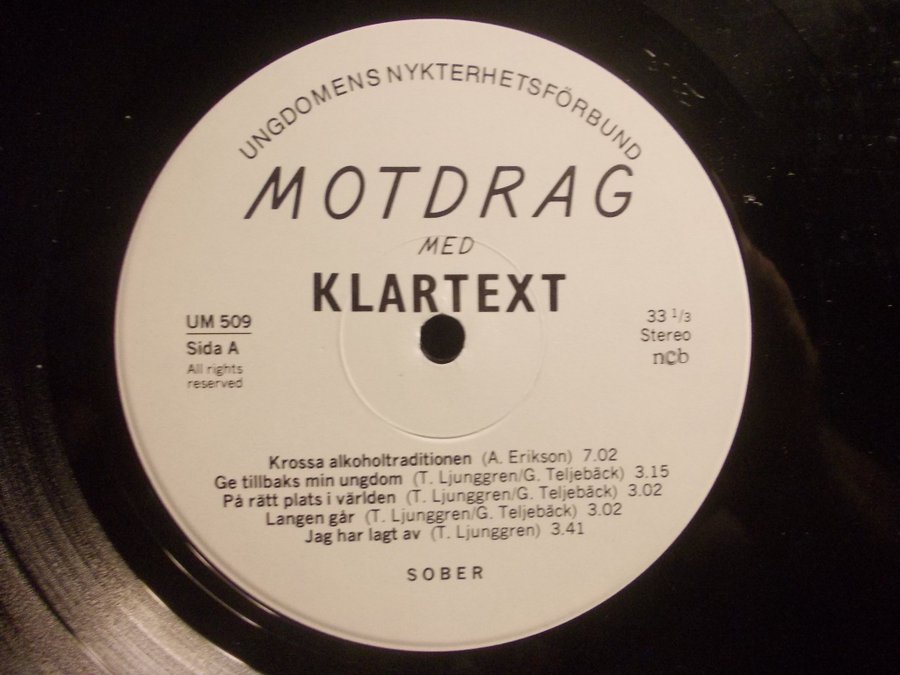 UNGDOMENS NYKTERHETSFÖRBUND
MOTDRAG
MED
KLARTEXT
UM 509
Sida A
All rights
reserved
33 1/3
Stereo
ncb
Krossa alkoholtraditionen (A. Erikson) 7.02
Ge tillbaks min ungdom (T. Ljunggren/G. Teljebäck) 3.15
På rätt plats i världen (T. Ljunggren/G. Teljebäck) 3.02
Langen går (T. Ljunggren/G. Teljebäck) 3.02
Jag har lagt av (T. Ljunggren) 3.41
SOBER